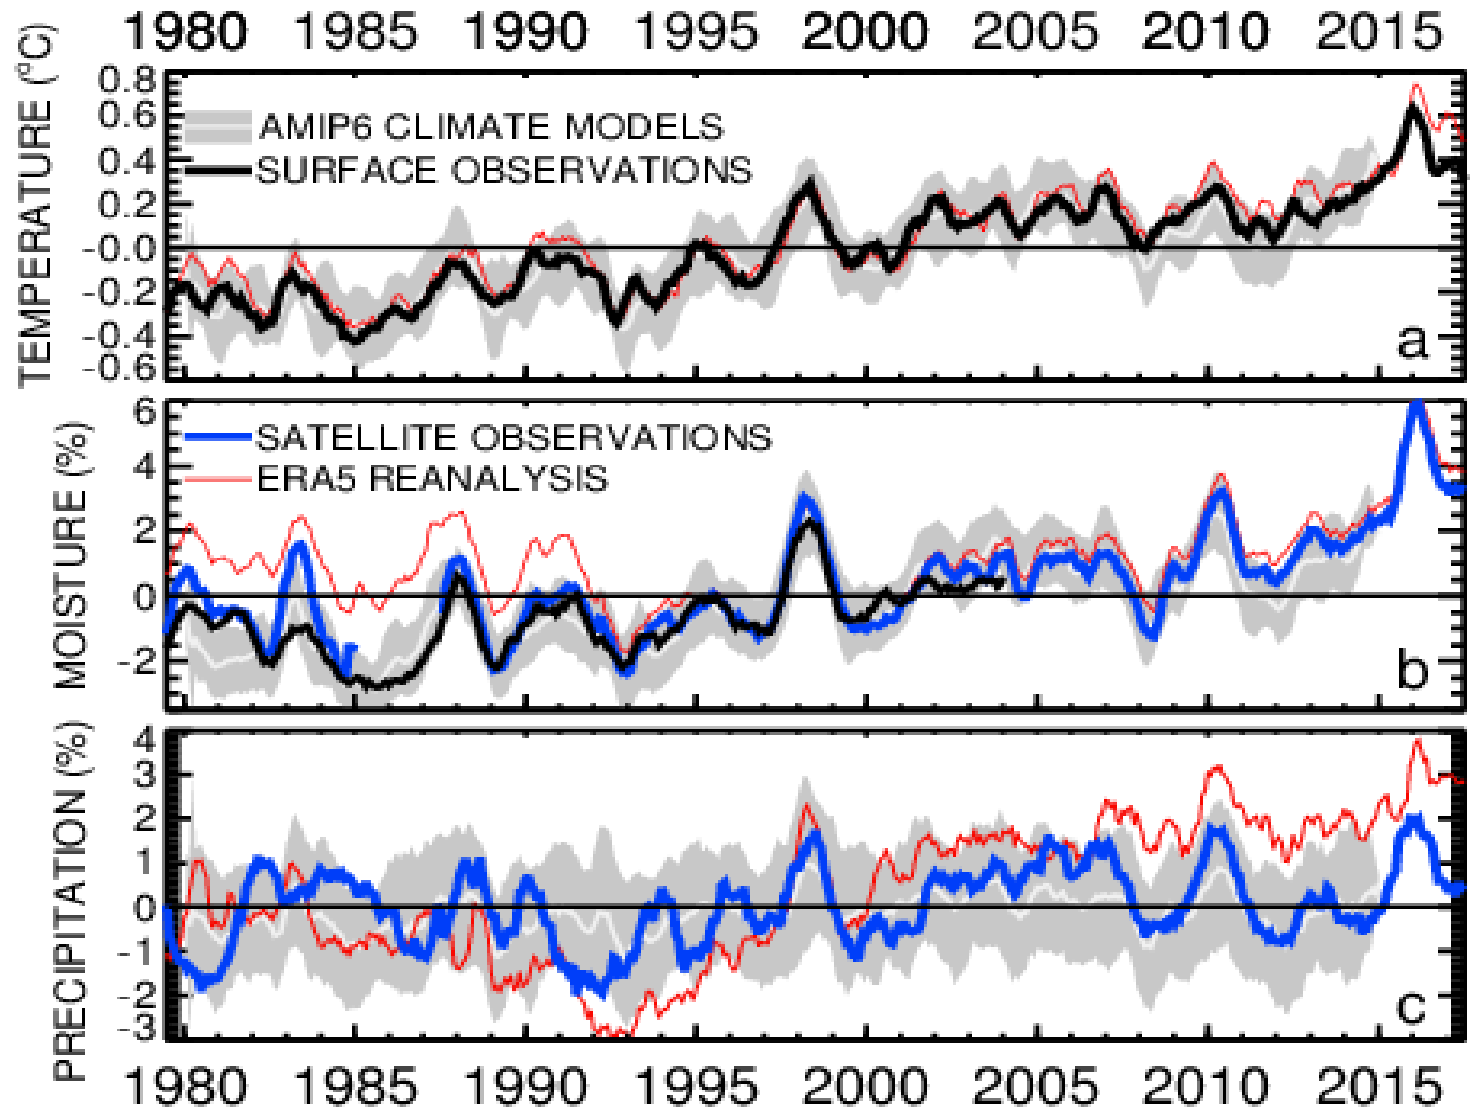 1980 1985 1990 1995 2000 2005 2010 2015
TEMPERATURE (°C)
0.8
0.6
0.4
0.2
-0.0
-0.2
-0.4
-0.6
AMIP6 CLIMATE MODELS
SURFACE OBSERVATIONS
a
MOISTURE (%)
6
4
2
0
-2
SATELLITE OBSERVATIONS
ERA5 REANALYSIS
b
PRECIPITATION (%)
4
3
2
1
0
-1
-2
-3
c
1980 1985 1990 1995 2000 2005 2010 2015